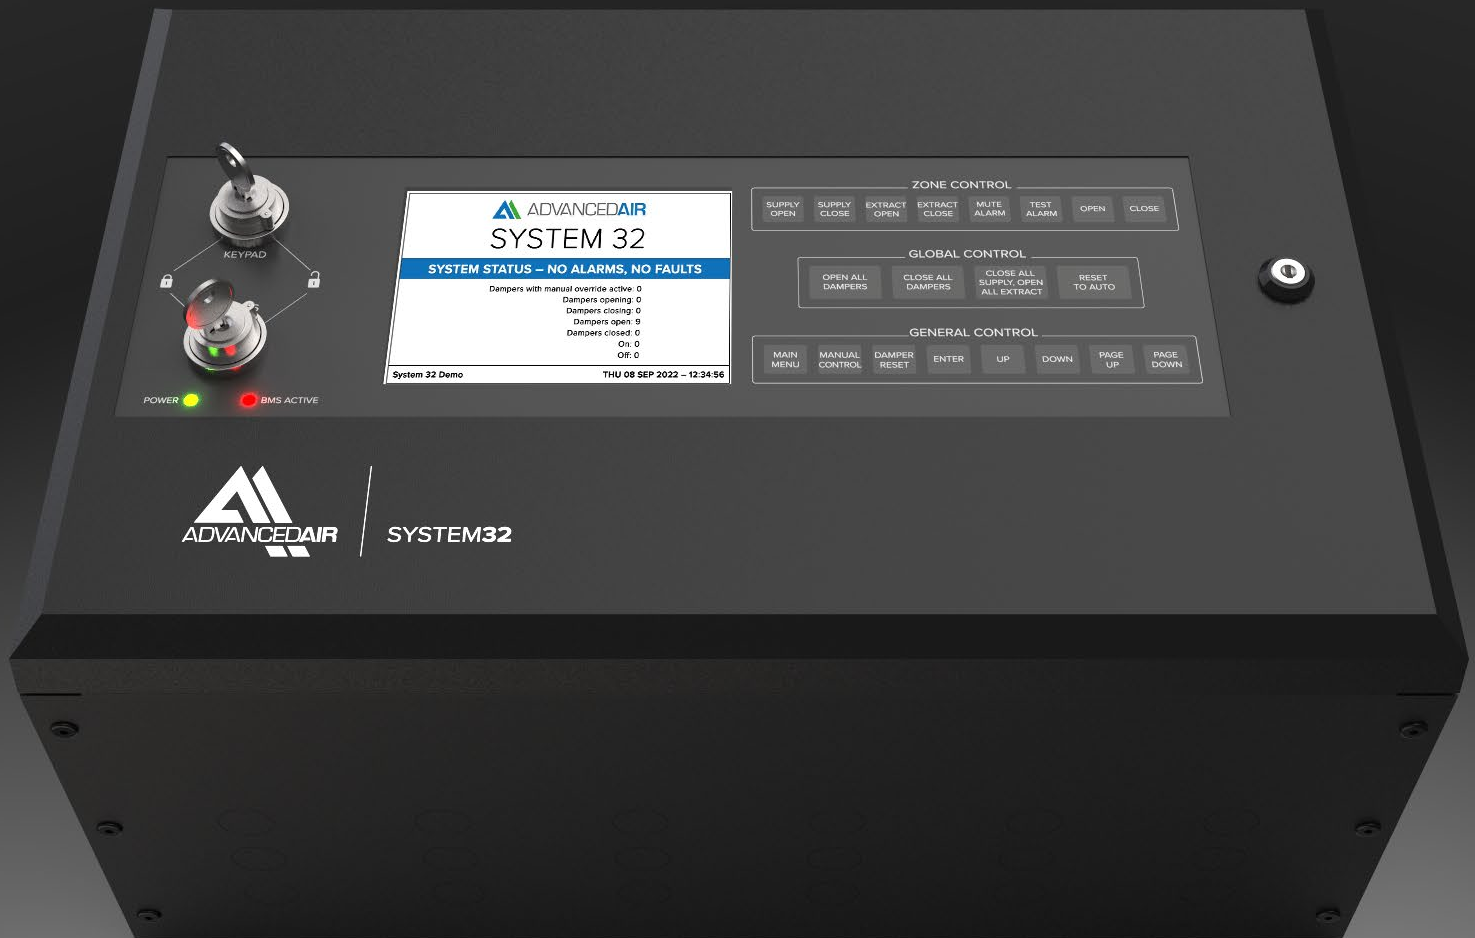 KEYPAD
POWER
BMS ACTIVE
ADVANCEDAIR
SYSTEM 32
SYSTEM STATUS – NO ALARMS, NO FAULTS
Dampers with manual override active: 0
Dampers opening: 0
Dampers closing: 0
Dampers open: 9
Dampers closed: 0
On: 0
Off: 0
System 32 Demo
THU 08 SEP 2022 – 12:34:56
ZONE CONTROL
SUPPLY
OPEN
SUPPLY
CLOSE
EXTRACT
OPEN
EXTRACT
CLOSE
MUTE
ALARM
TEST
ALARM
OPEN
CLOSE
GLOBAL CONTROL
OPEN ALL
DAMPERS
CLOSE ALL
DAMPERS
CLOSE ALL
SUPPLY, OPEN
ALL EXTRACT
RESET
TO AUTO
GENERAL CONTROL
MAIN
MENU
MANUAL
CONTROL
DAMPER
RESET
ENTER
UP
DOWN
PAGE
UP
PAGE
DOWN
ADVANCEDAIR
SYSTEM32